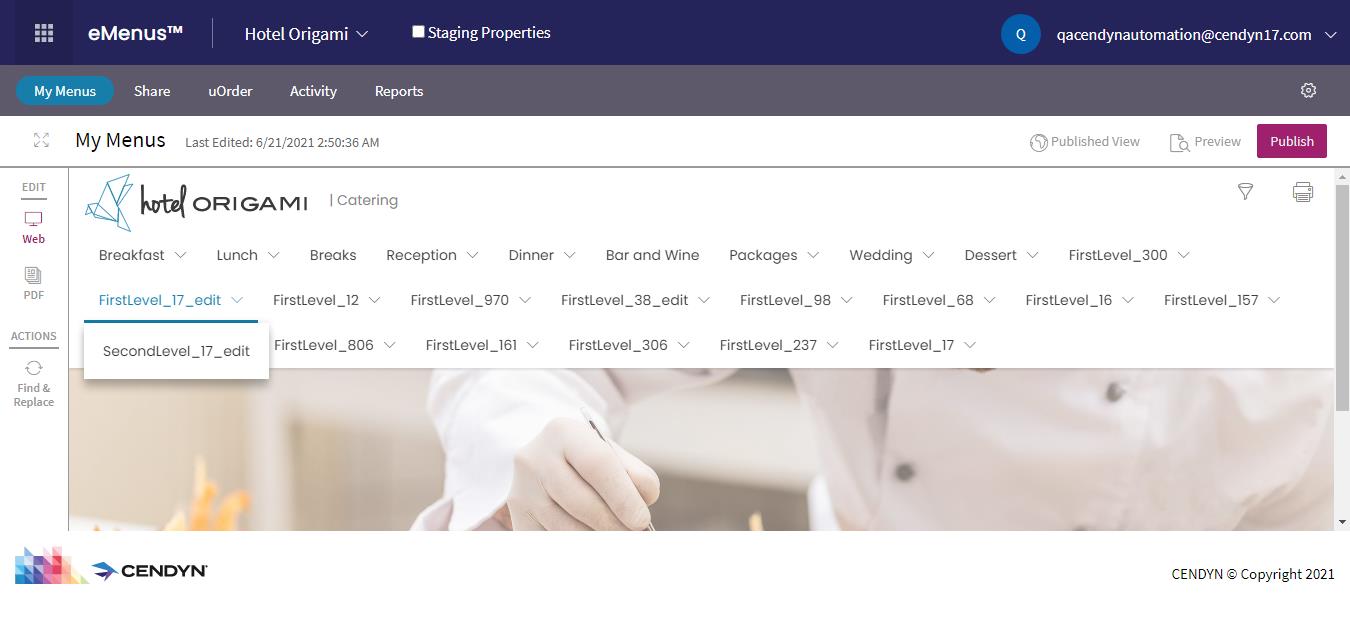 eMenus™ Hotel Origami Staging Properties Q qacendynautomation@cendyn17.com
My Menus Share uOrder Activity Reports
My Menus Last Edited: 6/21/2021 2:50:36 AM Published View Preview Publish
EDIT
Web
PDF
ACTIONS
Find &
Replace
hotel ORIGAMI | Catering
Breakfast Lunch Breaks Reception Dinner Bar and Wine Packages Wedding Dessert FirstLevel_300
FirstLevel_17_edit FirstLevel_12 FirstLevel_970 FirstLevel_38_edit FirstLevel_98 FirstLevel_68 FirstLevel_16 FirstLevel_157
SecondLevel_17_edit FirstLevel_806 FirstLevel_161 FirstLevel_306 FirstLevel_237 FirstLevel_17
CENDYN CENDYN © Copyright 2021